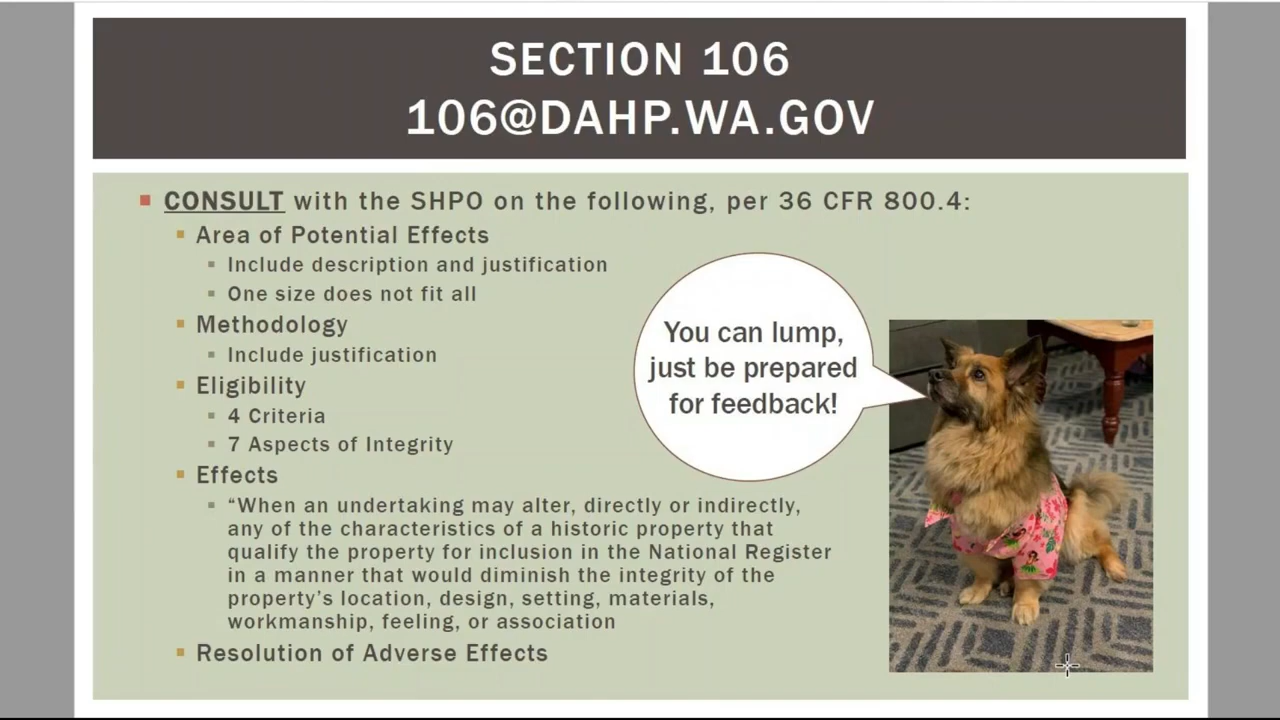 SECTION 106
106@DAHP.WA.GOV
CONSULT with the SHPO on the following, per 36 CFR 800.4:
Area of Potential Effects
Include description and justification
One size does not fit all
Methodology
Include justification
Eligibility
4 Criteria
7 Aspects of Integrity
Effects
“When an undertaking may alter, directly or indirectly,
any of the characteristics of a historic property that
qualify the property for inclusion in the National Register
in a manner that would diminish the integrity of the
property’s location, design, setting, materials,
workmanship, feeling, or association
Resolution of Adverse Effects
You can lump,
just be prepared
for feedback!